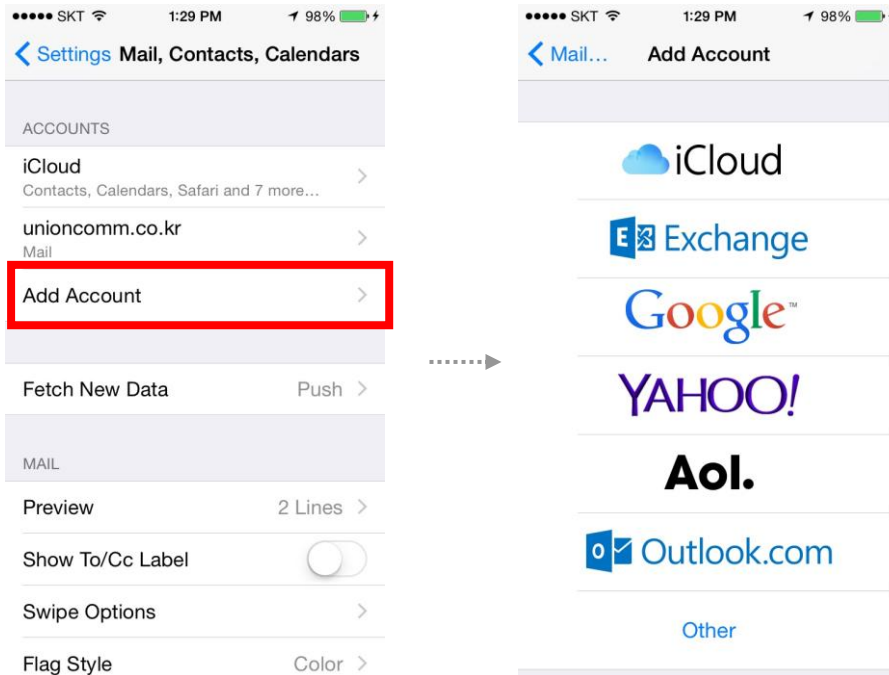 SKT 1:29 PM 98%
Settings Mail, Contacts, Calendars
ACCOUNTS
iCloud
Contacts, Calendars, Safari and 7 more...
unioncomm.co.kr
Mail
Add Account
Fetch New Data Push
MAIL
Preview 2 Lines
Show To/Cc Label
Swipe Options
Flag Style Color
SKT 1:29 PM 98%
Mail... Add Account
iCloud
E Exchange
Google™
YAHOO!
Aol.
o Outlook.com
Other